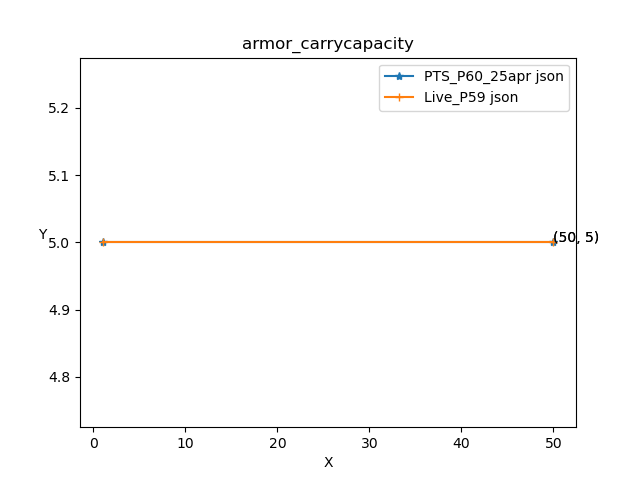 armor_carrycapacity
PTS_P60_25apr json
Live_P59 json
5.2
5.1
Y
5.0
(50, 5)
4.9
4.8
0 10 20 30 40 50
X